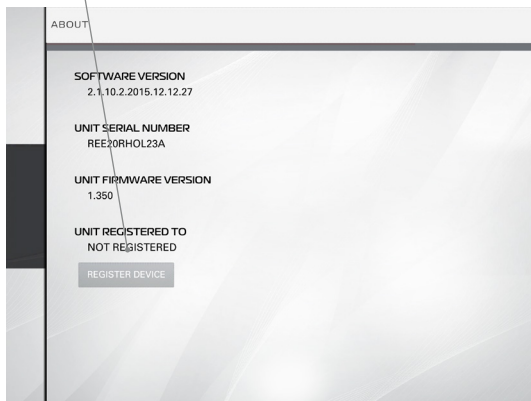 ABOUT
SOFTWARE VERSION
2.1.10.2.2015.12.12.27
UNIT SERIAL NUMBER
REE20RHOL23A
UNIT FIRMWARE VERSION
1.350
UNIT REGISTERED TO
NOT REGISTERED
REGISTER DEVICE